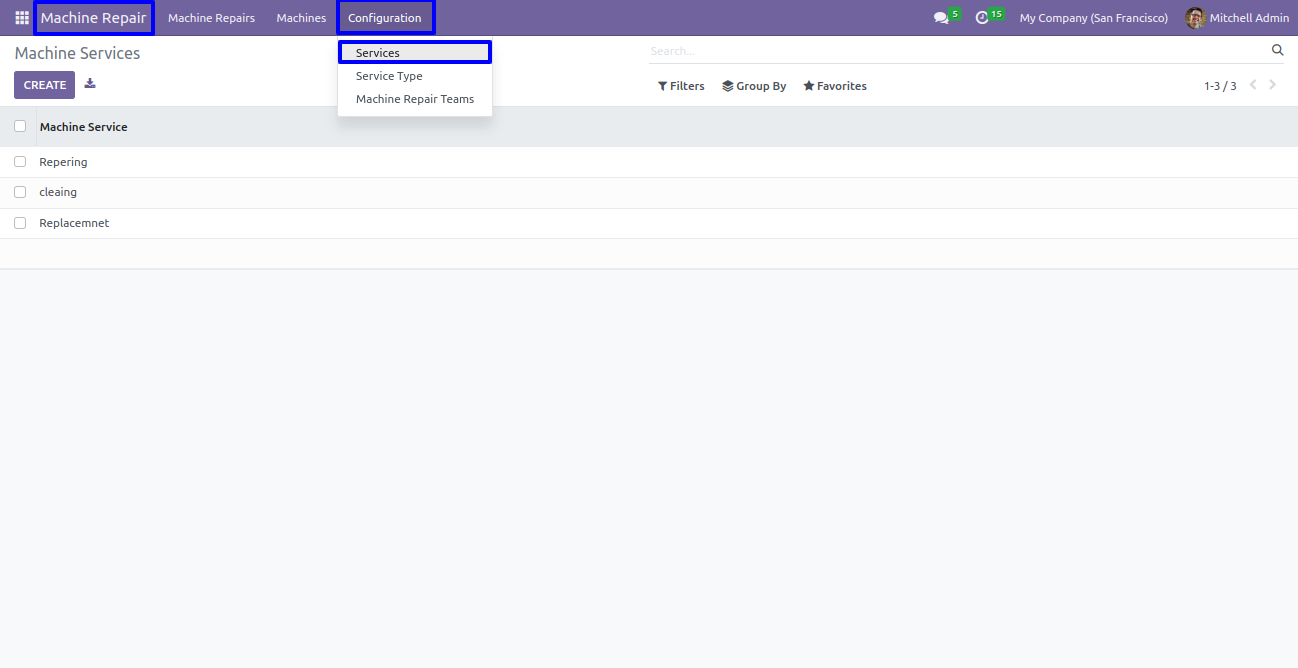 Machine Repair Machine Repairs Machines Configuration 5 15 My Company (San Francisco) Mitchell Admin
Machine Services
Services
Search...
CREATE
Service Type
Filters Group By Favorites 1-3 / 3
Machine Repair Teams
Machine Service
Repering
cleaing
Replacemnet